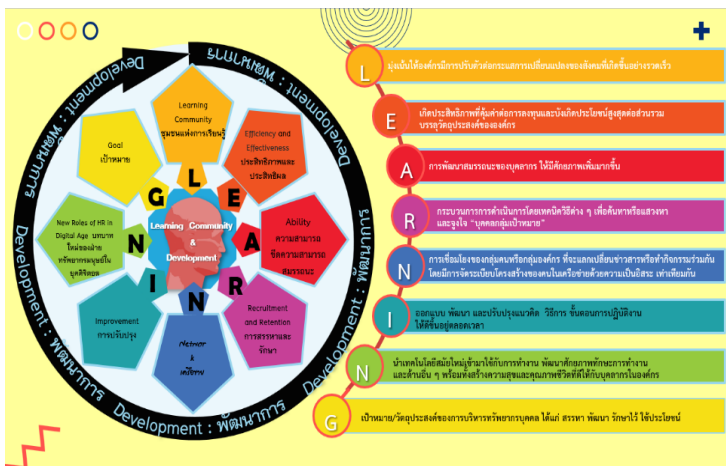 Development : พัฒนาการ
Development : พัฒนาการ
Development : พัฒนาการ
Development : พัฒนาการ
Development : พัฒนาการ
Learning
Community
ชุมชนแห่งการเรียนรู้
Efficiency and
Effectiveness
ประสิทธิภาพและ
ประสิทธิผล
Ability
ความสามารถ
ขีดความสามารถ
สมรรถนะ
Recruitment
and Retention
การสรรหาและ
รักษา
เครือข่าย
Improvement
การปรับปรุง
New Roles of HR in
Digital Age บทบาท
ใหม่ของฝ่าย
ทรัพยากรมนุษย์ใน
ยุคดิจิตอล
Goal
เป้าหมาย
L
E
A
R
N
I
N
G
Learning Community
&
Development
L
มุ่งเน้นให้องค์กรมีการปรับตัวต่อกระแสการเปลี่ยนแปลงของสังคมที่เกิดขึ้นอย่างรวดเร็ว
E
เกิดประสิทธิภาพที่คุ้มค่าต่อการลงทุนและบังเกิดประโยชน์สูงสุดต่อส่วนรวม
บรรลุวัตถุประสงค์ขององค์กร
A
การพัฒนาสมรรถนะของบุคลากร ให้มีศักยภาพเพิ่มมากขึ้น
R
กระบวนการการดำเนินการโดยเทคนิควิธีต่าง ๆ เพื่อค้นหาหรือแสวงหา
และจูงใจ "บุคคลกลุ่มเป้าหมาย"
N
การเชื่อมโยงของกลุ่มคนหรือกลุ่มองค์กร ที่จะแลกเปลี่ยนข่าวสารหรือทำกิจกรรมร่วมกัน
โดยมีการจัดระเบียบโครงสร้างของคนในเครือข่ายด้วยความเป็นอิสระ เท่าเทียมกัน
I
ออกแบบ พัฒนา และปรับปรุงแนวคิด วิธีการ ขั้นตอนการปฏิบัติงาน
ให้ดีขึ้นอยู่ตลอดเวลา
N
นำเทคโนโลยีสมัยใหม่เข้ามาใช้กับการทำงาน พัฒนาศักยภาพทักษะการทำงาน
และด้านอื่น ๆ พร้อมทั้งสร้างความสุขและคุณภาพชีวิตที่ดีให้กับบุคลากรในองค์กร
G
เป้าหมาย/วัตถุประสงค์ของการบริหารทรัพยากรบุคคล ได้แก่ สรรหา พัฒนา รักษาไว้ ใช้ประโยชน์